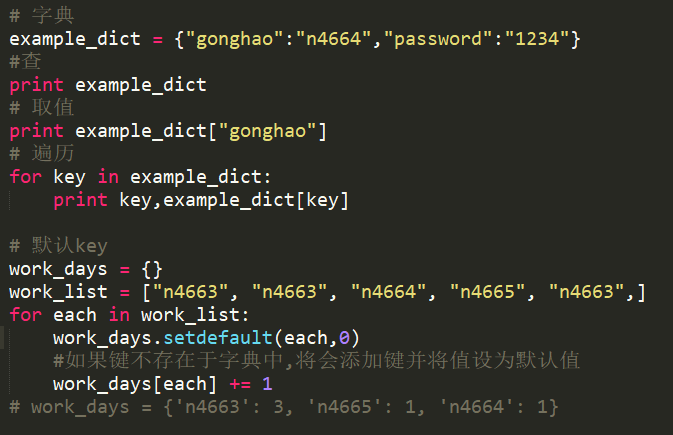 # 字典
example_dict = {"gonghao":"n4664","password":"1234"}
#查
print example_dict
# 取值
print example_dict["gonghao"]
# 遍历
for key in example_dict:
    print key,example_dict[key]

# 默认key
work_days = {}
work_list = ["n4663", "n4663", "n4664", "n4665", "n4663",]
for each in work_list:
    work_days.setdefault(each,0)
    #如果键不存在于字典中,将会添加键并将值设为默认值
    work_days[each] += 1
# work_days = {'n4663': 3, 'n4665': 1, 'n4664': 1}